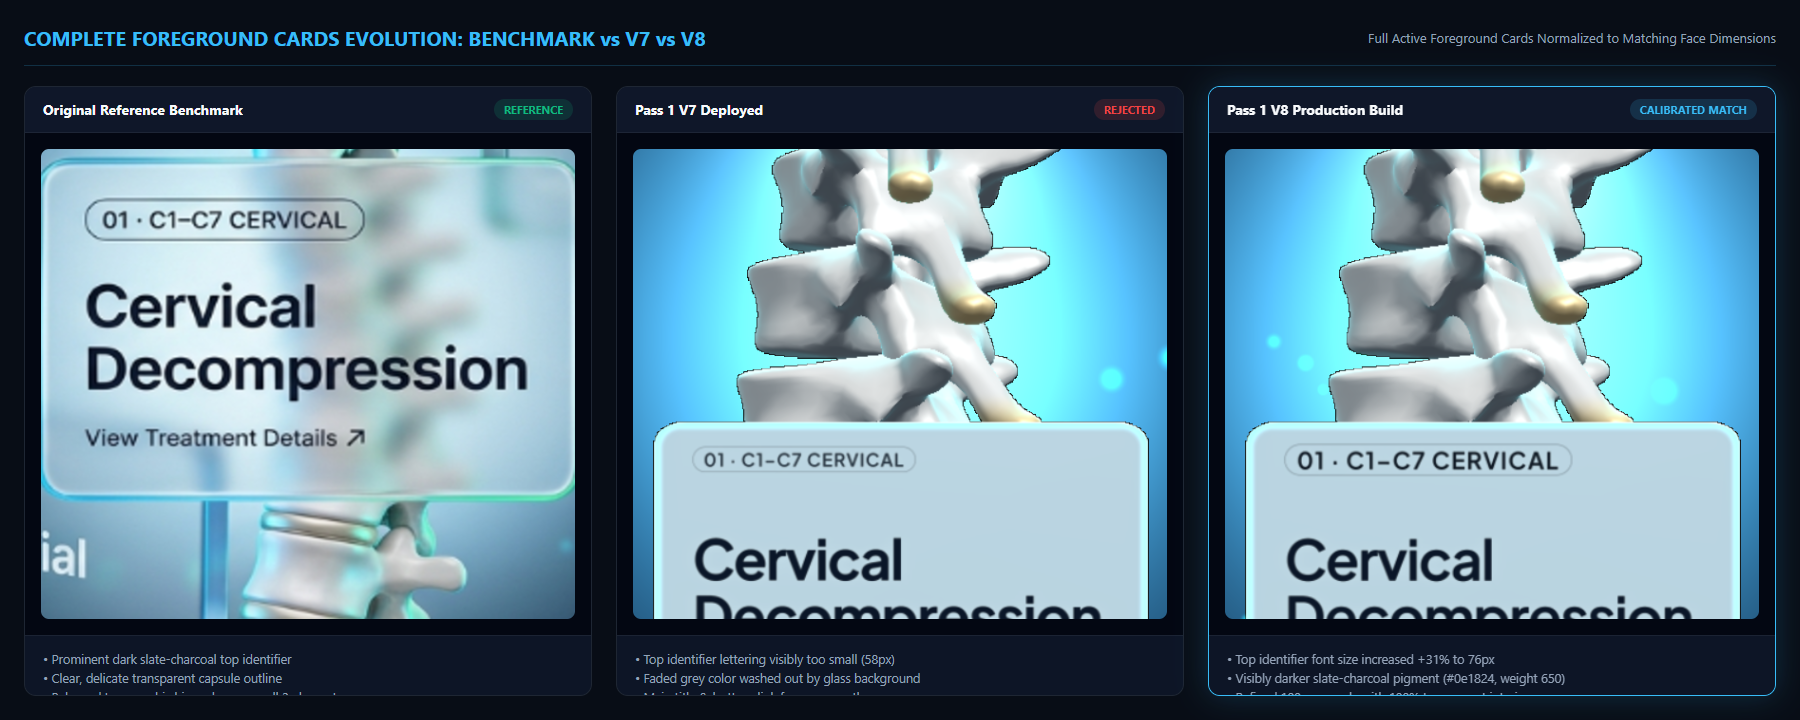 COMPLETE FOREGROUND CARDS EVOLUTION: BENCHMARK vs V7 vs V8
Full Active Foreground Cards Normalized to Matching Face Dimensions
Original Reference Benchmark
REFERENCE
01 · C1–C7 CERVICAL
Cervical
Decompression
View Treatment Details ↗
ial
• Prominent dark slate-charcoal top identifier
• Clear, delicate transparent capsule outline
Pass 1 V7 Deployed
REJECTED
01 · C1–C7 CERVICAL
Cervical
Decompression
• Top identifier lettering visibly too small (58px)
• Faded grey color washed out by glass background
Pass 1 V8 Production Build
CALIBRATED MATCH
01 · C1–C7 CERVICAL
Cervical
Decompression
• Top identifier font size increased +31% to 76px
• Visibly darker slate-charcoal pigment (#0e1824, weight 650)